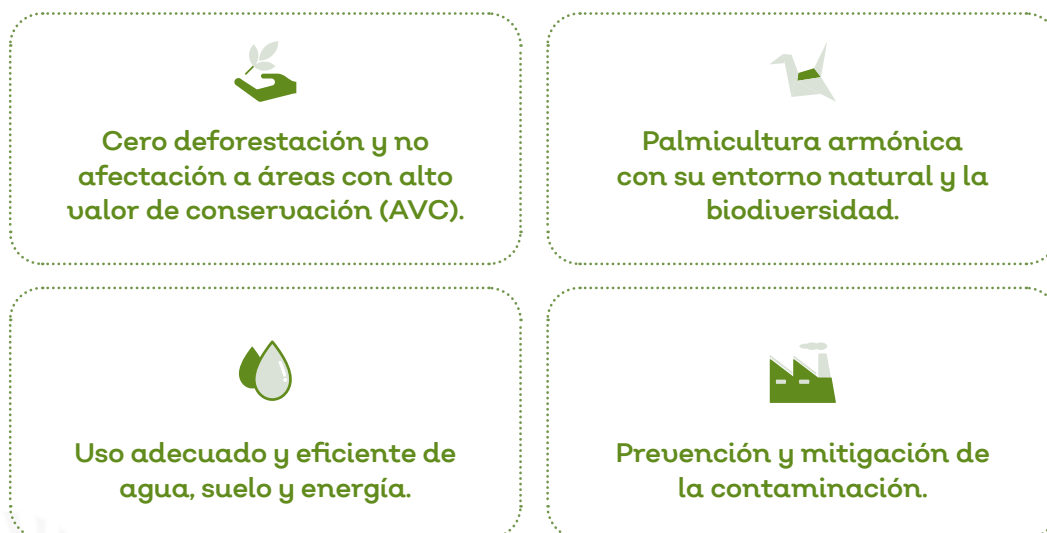 Cero deforestación y no
afectación a áreas con alto
valor de conservación (AVC).
Palmicultura armónica
con su entorno natural y la
biodiversidad.
Uso adecuado y eficiente de
agua, suelo y energía.
Prevención y mitigación de
la contaminación.